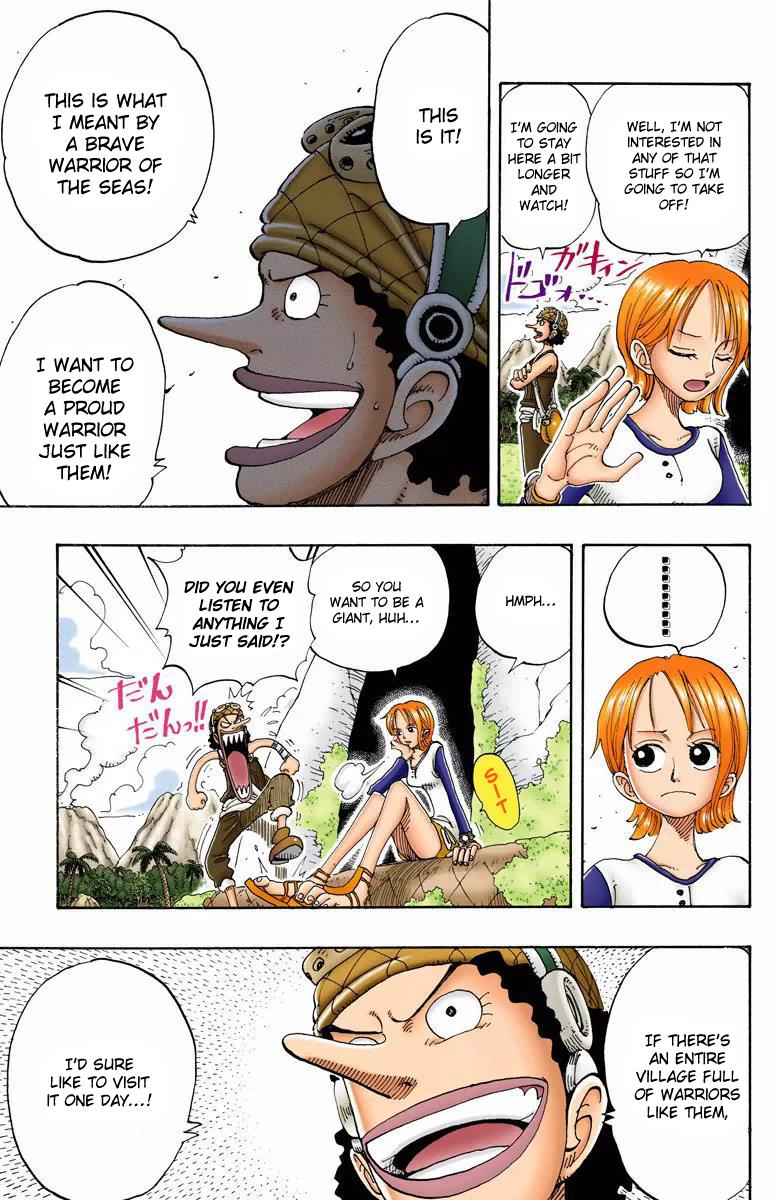 WELL, I'M NOT
INTERESTED IN
ANY OF THAT
STUFF SO I'M
GOING TO TAKE
OFF!
I'M GOING
TO STAY
HERE A BIT
LONGER
AND
WATCH!
ガキィン
ドゴォ...
THIS
IS IT!
THIS IS WHAT
I MEANT BY
A BRAVE
WARRIOR OF
THE SEAS!
I WANT TO
BECOME
A PROUD
WARRIOR
JUST LIKE
THEM!
HMPH...
SO YOU
WANT TO BE A
GIANT, HUH...
SIT
DID YOU EVEN
LISTEN TO
ANYTHING I
JUST SAID!?
だん
だんっ!!
IF THERE'S
AN ENTIRE
VILLAGE FULL
OF WARRIORS
LIKE THEM,
I'D SURE
LIKE TO VISIT
IT ONE DAY...!